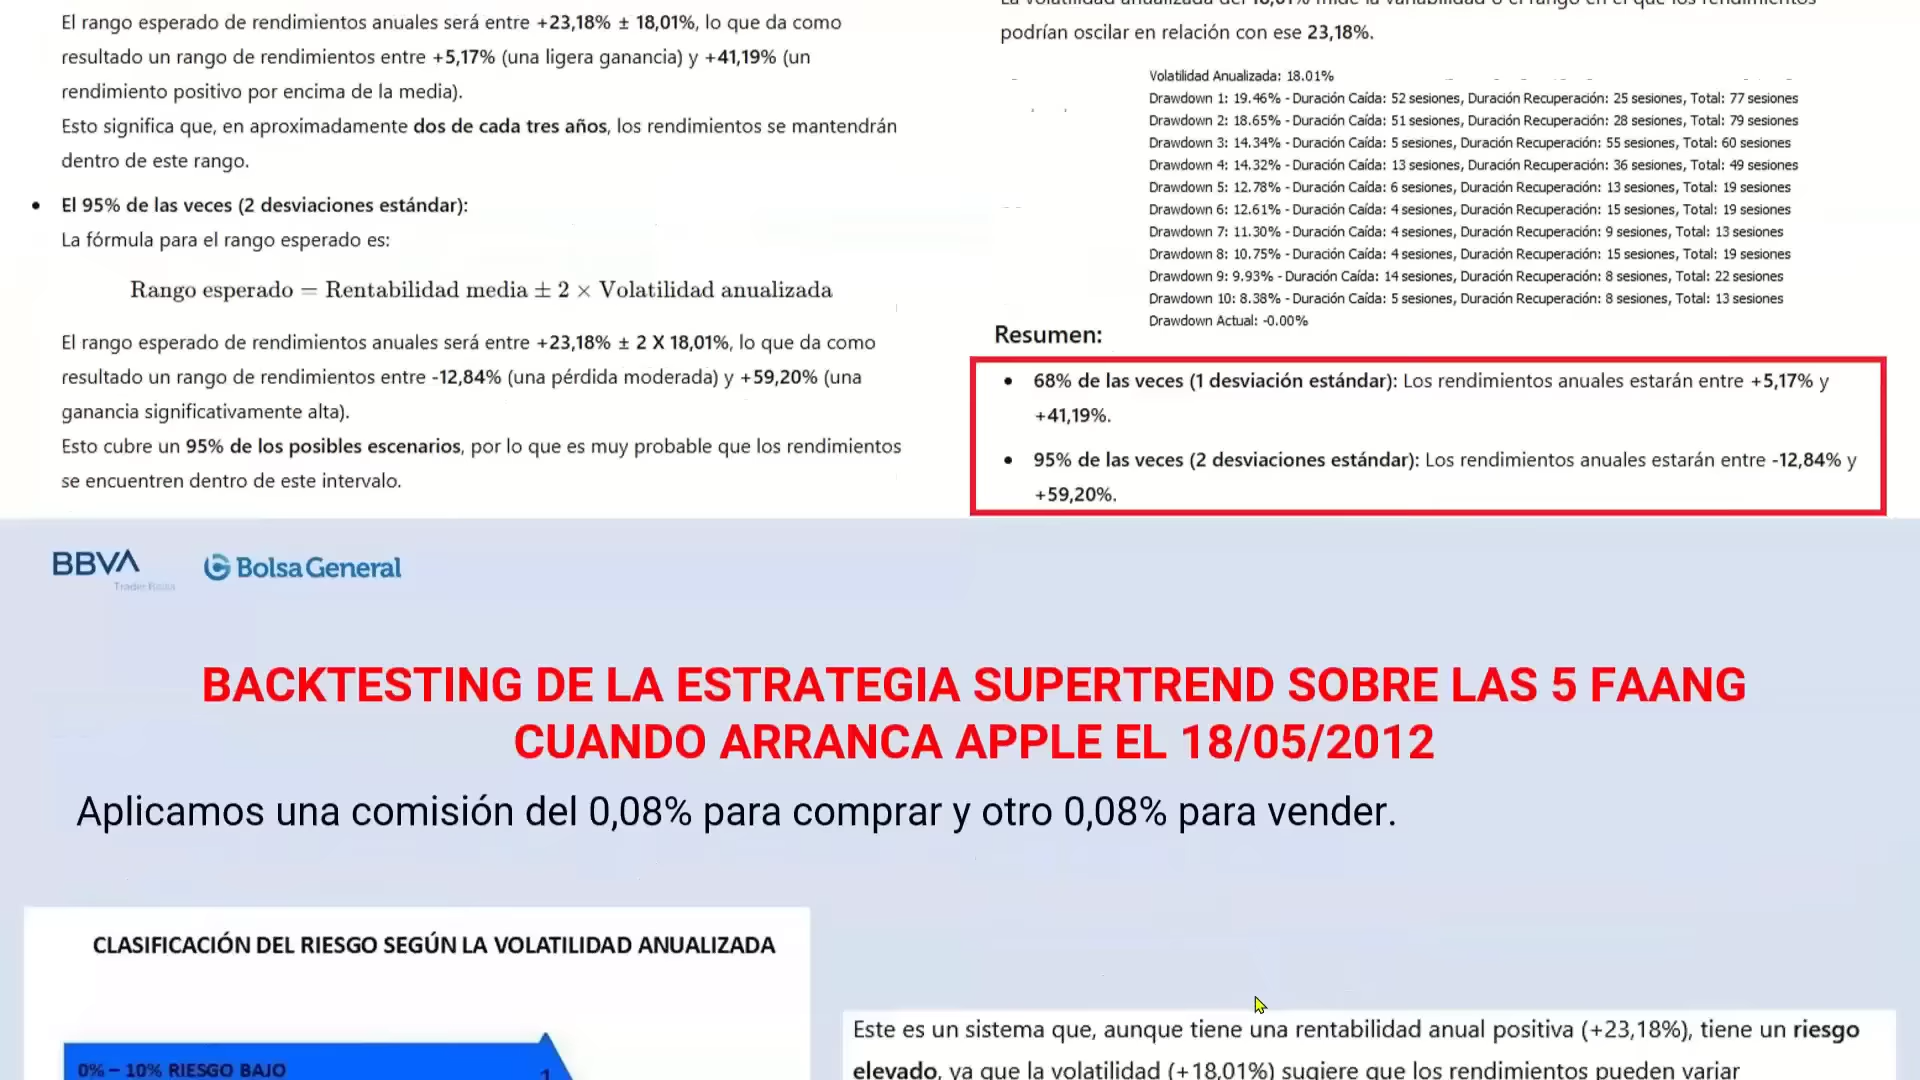 El rango esperado de rendimientos anuales será entre +23,18% ± 18,01%, lo que da como
resultado un rango de rendimientos entre +5,17% (una ligera ganancia) y +41,19% (un
rendimiento positivo por encima de la media).
Esto significa que, en aproximadamente dos de cada tres años, los rendimientos se mantendrán
dentro de este rango.
• El 95% de las veces (2 desviaciones estándar):
La fórmula para el rango esperado es:
Rango esperado = Rentabilidad media ± 2 × Volatilidad anualizada
El rango esperado de rendimientos anuales será entre +23,18% ± 2 X 18,01%, lo que da como
resultado un rango de rendimientos entre -12,84% (una pérdida moderada) y +59,20% (una
ganancia significativamente alta).
Esto cubre un 95% de los posibles escenarios, por lo que es muy probable que los rendimientos
se encuentren dentro de este intervalo.
La volatilidad anualizada del 18,01% mide la variabilidad o el rango en el que los rendimientos
podrían oscilar en relación con ese 23,18%.
Volatilidad Anualizada: 18.01%
Drawdown 1: 19.46% - Duración Caída: 52 sesiones, Duración Recuperación: 25 sesiones, Total: 77 sesiones
Drawdown 2: 18.65% - Duración Caída: 51 sesiones, Duración Recuperación: 28 sesiones, Total: 79 sesiones
Drawdown 3: 14.34% - Duración Caída: 5 sesiones, Duración Recuperación: 55 sesiones, Total: 60 sesiones
Drawdown 4: 14.32% - Duración Caída: 13 sesiones, Duración Recuperación: 36 sesiones, Total: 49 sesiones
Drawdown 5: 12.78% - Duración Caída: 6 sesiones, Duración Recuperación: 13 sesiones, Total: 19 sesiones
Drawdown 6: 12.61% - Duración Caída: 4 sesiones, Duración Recuperación: 15 sesiones, Total: 19 sesiones
Drawdown 7: 11.30% - Duración Caída: 4 sesiones, Duración Recuperación: 9 sesiones, Total: 13 sesiones
Drawdown 8: 10.75% - Duración Caída: 4 sesiones, Duración Recuperación: 15 sesiones, Total: 19 sesiones
Drawdown 9: 9.93% - Duración Caída: 14 sesiones, Duración Recuperación: 8 sesiones, Total: 22 sesiones
Drawdown 10: 8.38% - Duración Caída: 5 sesiones, Duración Recuperación: 8 sesiones, Total: 13 sesiones
Drawdown Actual: -0.00%
Resumen:
• 68% de las veces (1 desviación estándar): Los rendimientos anuales estarán entre +5,17% y
+41,19%.
• 95% de las veces (2 desviaciones estándar): Los rendimientos anuales estarán entre -12,84% y
+59,20%.
BBVA
Trader Bolsa
BolsaGeneral
BACKTESTING DE LA ESTRATEGIA SUPERTREND SOBRE LAS 5 FAANG
CUANDO ARRANCA APPLE EL 18/05/2012
Aplicamos una comisión del 0,08% para comprar y otro 0,08% para vender.
CLASIFICACIÓN DEL RIESGO SEGÚN LA VOLATILIDAD ANUALIZADA
0% – 10% RIESGO BAJO
1
Este es un sistema que, aunque tiene una rentabilidad anual positiva (+23,18%), tiene un riesgo
elevado, ya que la volatilidad (+18,01%) sugiere que los rendimientos pueden variar